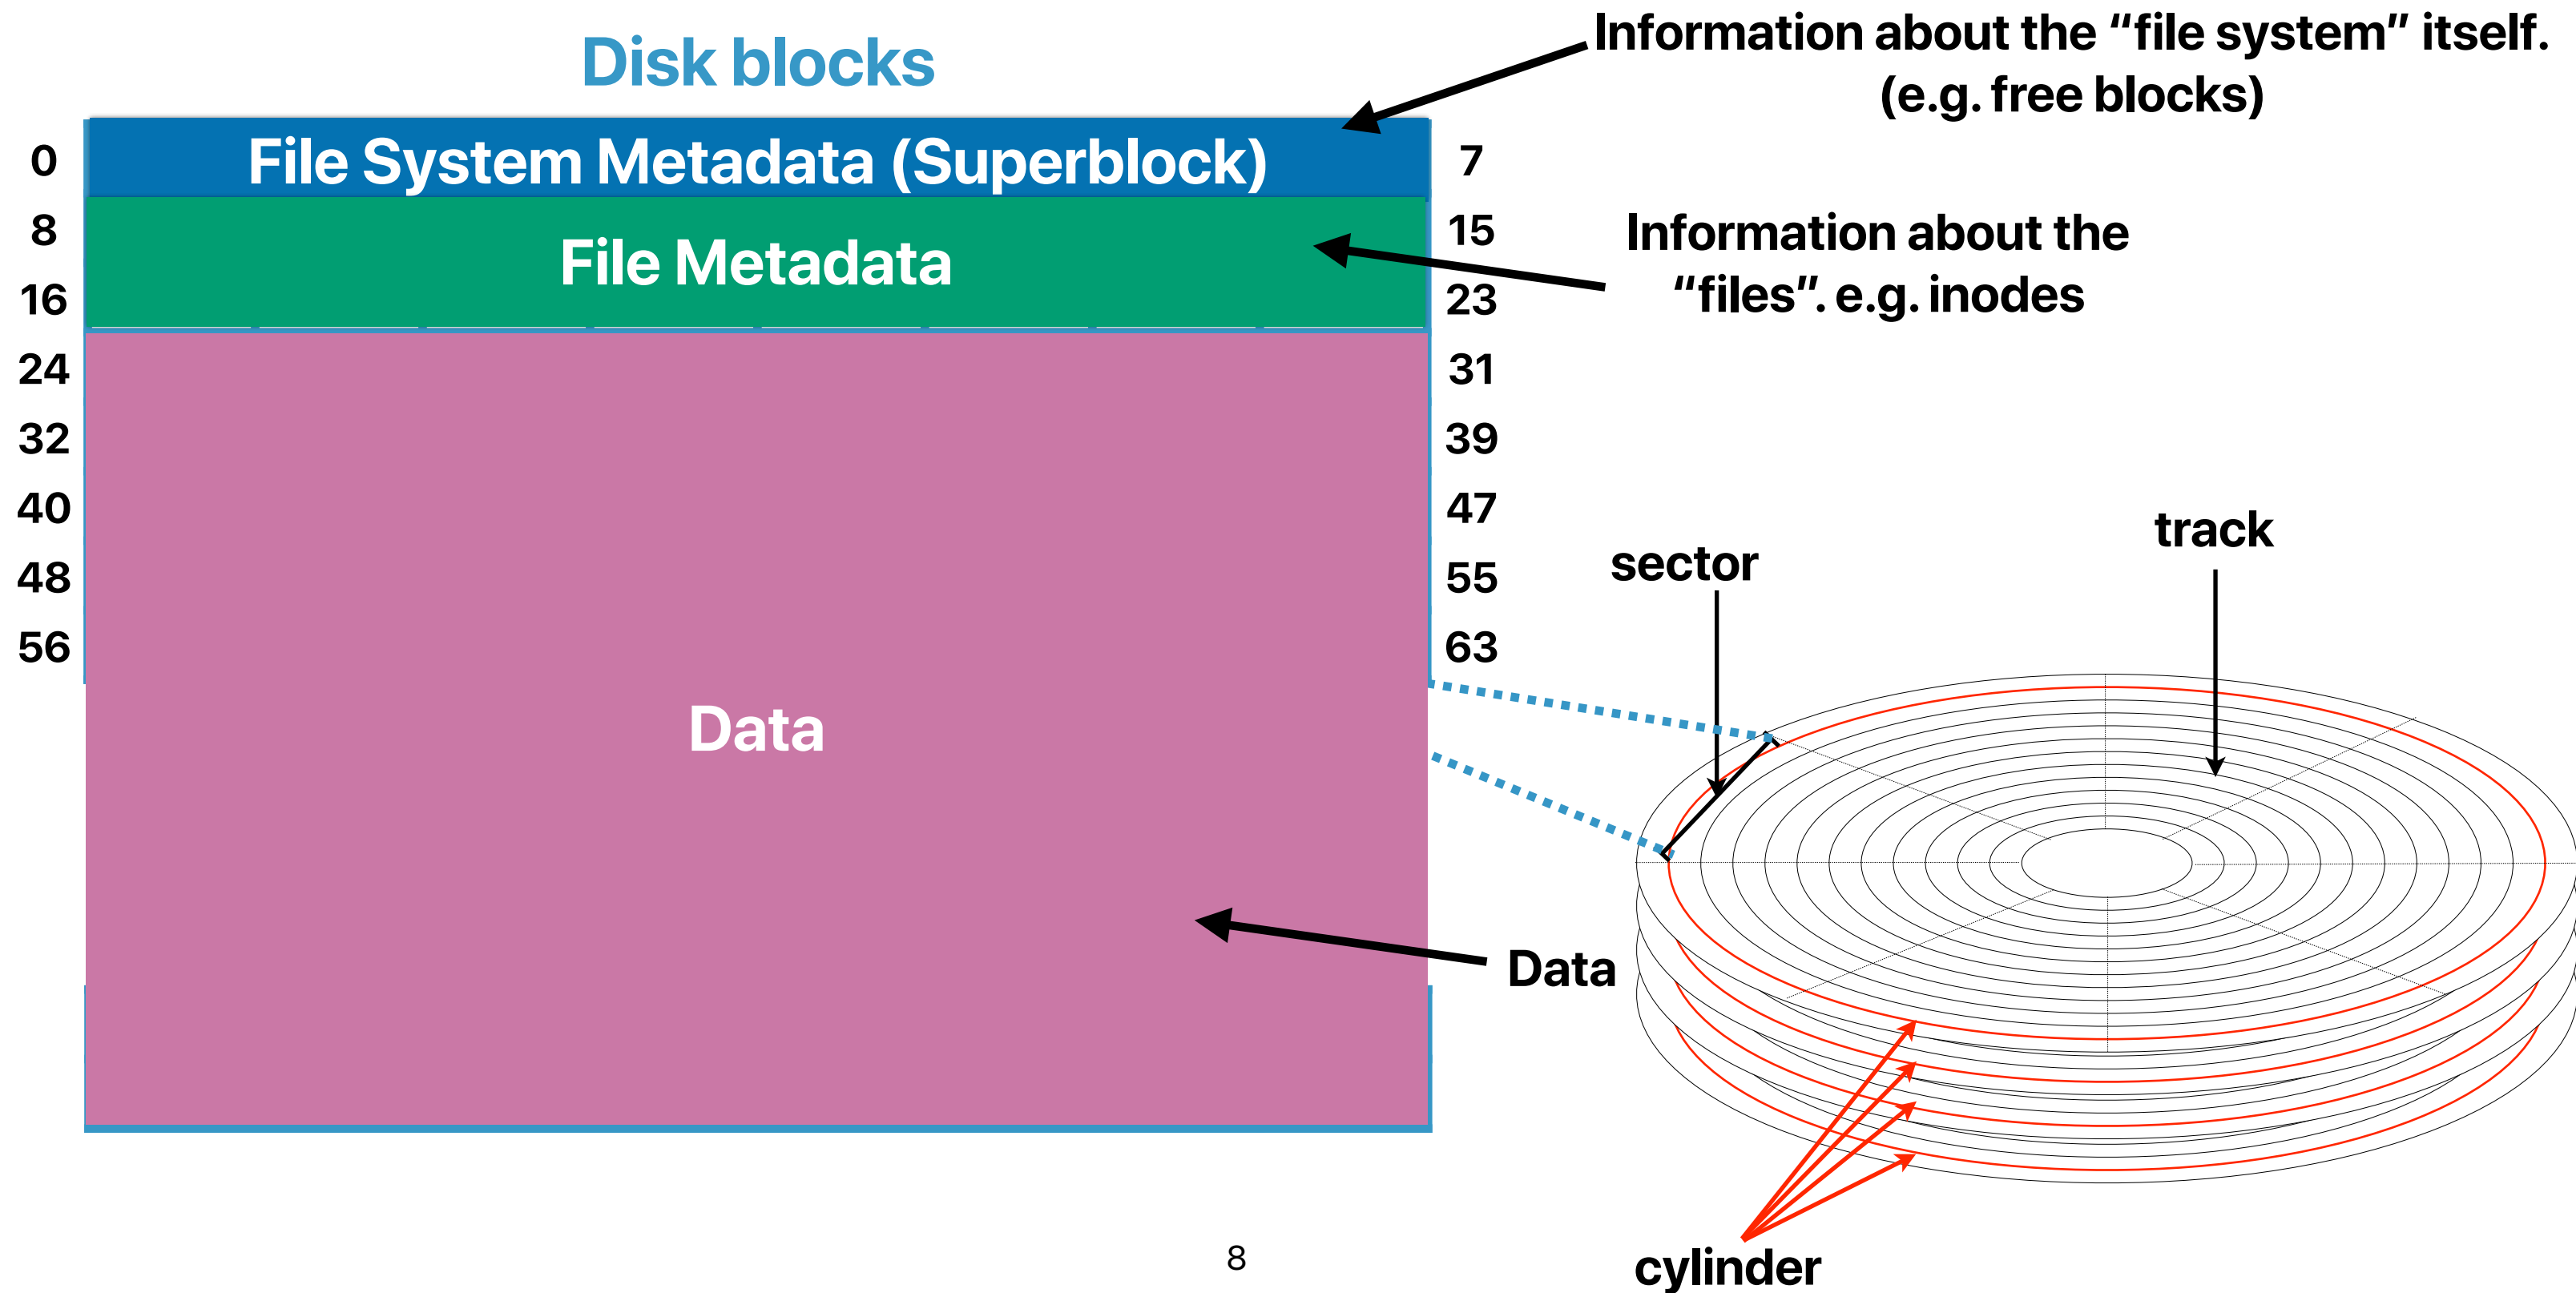 Disk blocks
Information about the “file system” itself.
(e.g. free blocks)
0 File System Metadata (Superblock) 7
8 15
File Metadata
16 23
Information about the
“files”. e.g. inodes
24 31
32 39
40 47
48 55
56 63
Data
sector
track
Data
cylinder
8